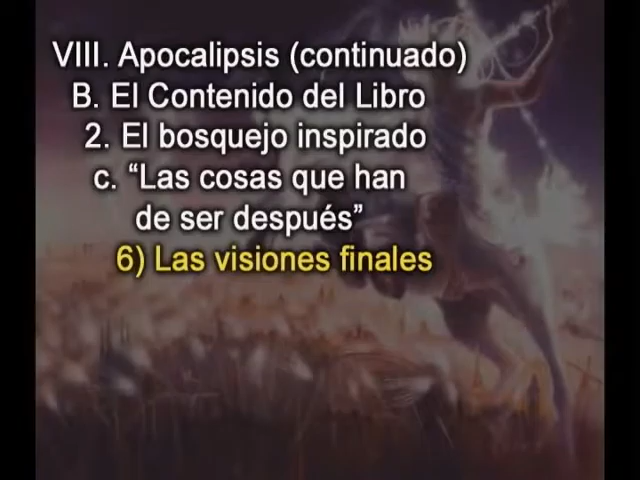 VIII. Apocalipsis (continuado)
B. El Contenido del Libro
2. El bosquejo inspirado
c. “Las cosas que han
de ser después”
6) Las visiones finales